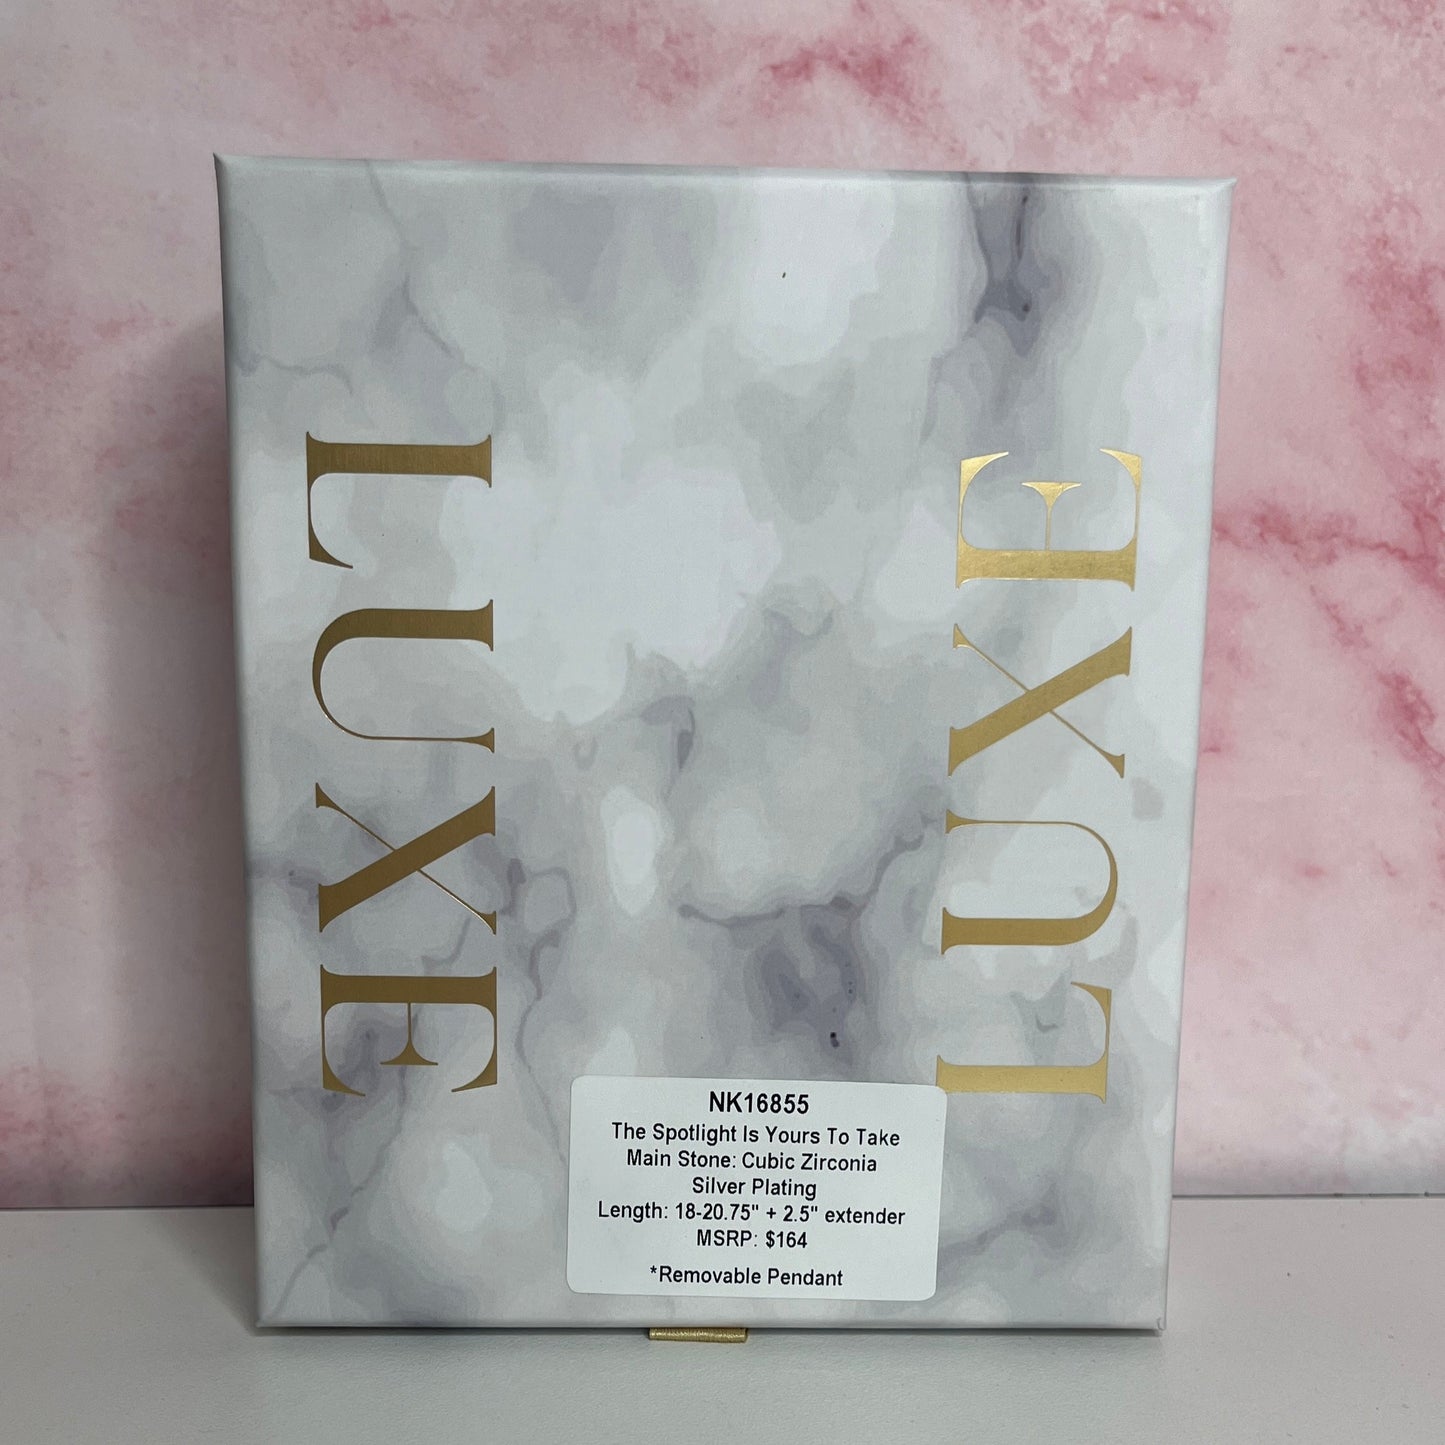 LUXE
LUXE
NK16855
The Spotlight Is Yours To Take
Main Stone: Cubic Zirconia
Silver Plating
Length: 18-20.75" + 2.5" extender
MSRP: $164
*Removable Pendant